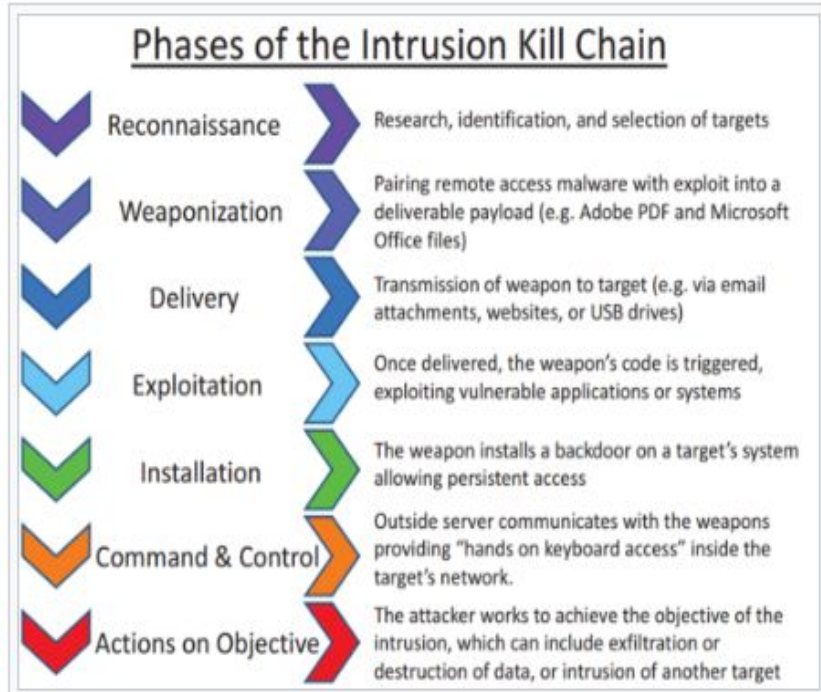 Phases of the Intrusion Kill Chain
Reconnaissance
Research, identification, and selection of targets
Weaponization
Pairing remote access malware with exploit into a
deliverable payload (e.g. Adobe PDF and Microsoft
Office files)
Delivery
Transmission of weapon to target (e.g. via email
attachments, websites, or USB drives)
Exploitation
Once delivered, the weapon's code is triggered,
exploiting vulnerable applications or systems
Installation
The weapon installs a backdoor on a target's system
allowing persistent access
Command & Control
Outside server communicates with the weapons
providing "hands on keyboard access" inside the
target's network.
Actions on Objective
The attacker works to achieve the objective of the
intrusion, which can include exfiltration or
destruction of data, or intrusion of another target